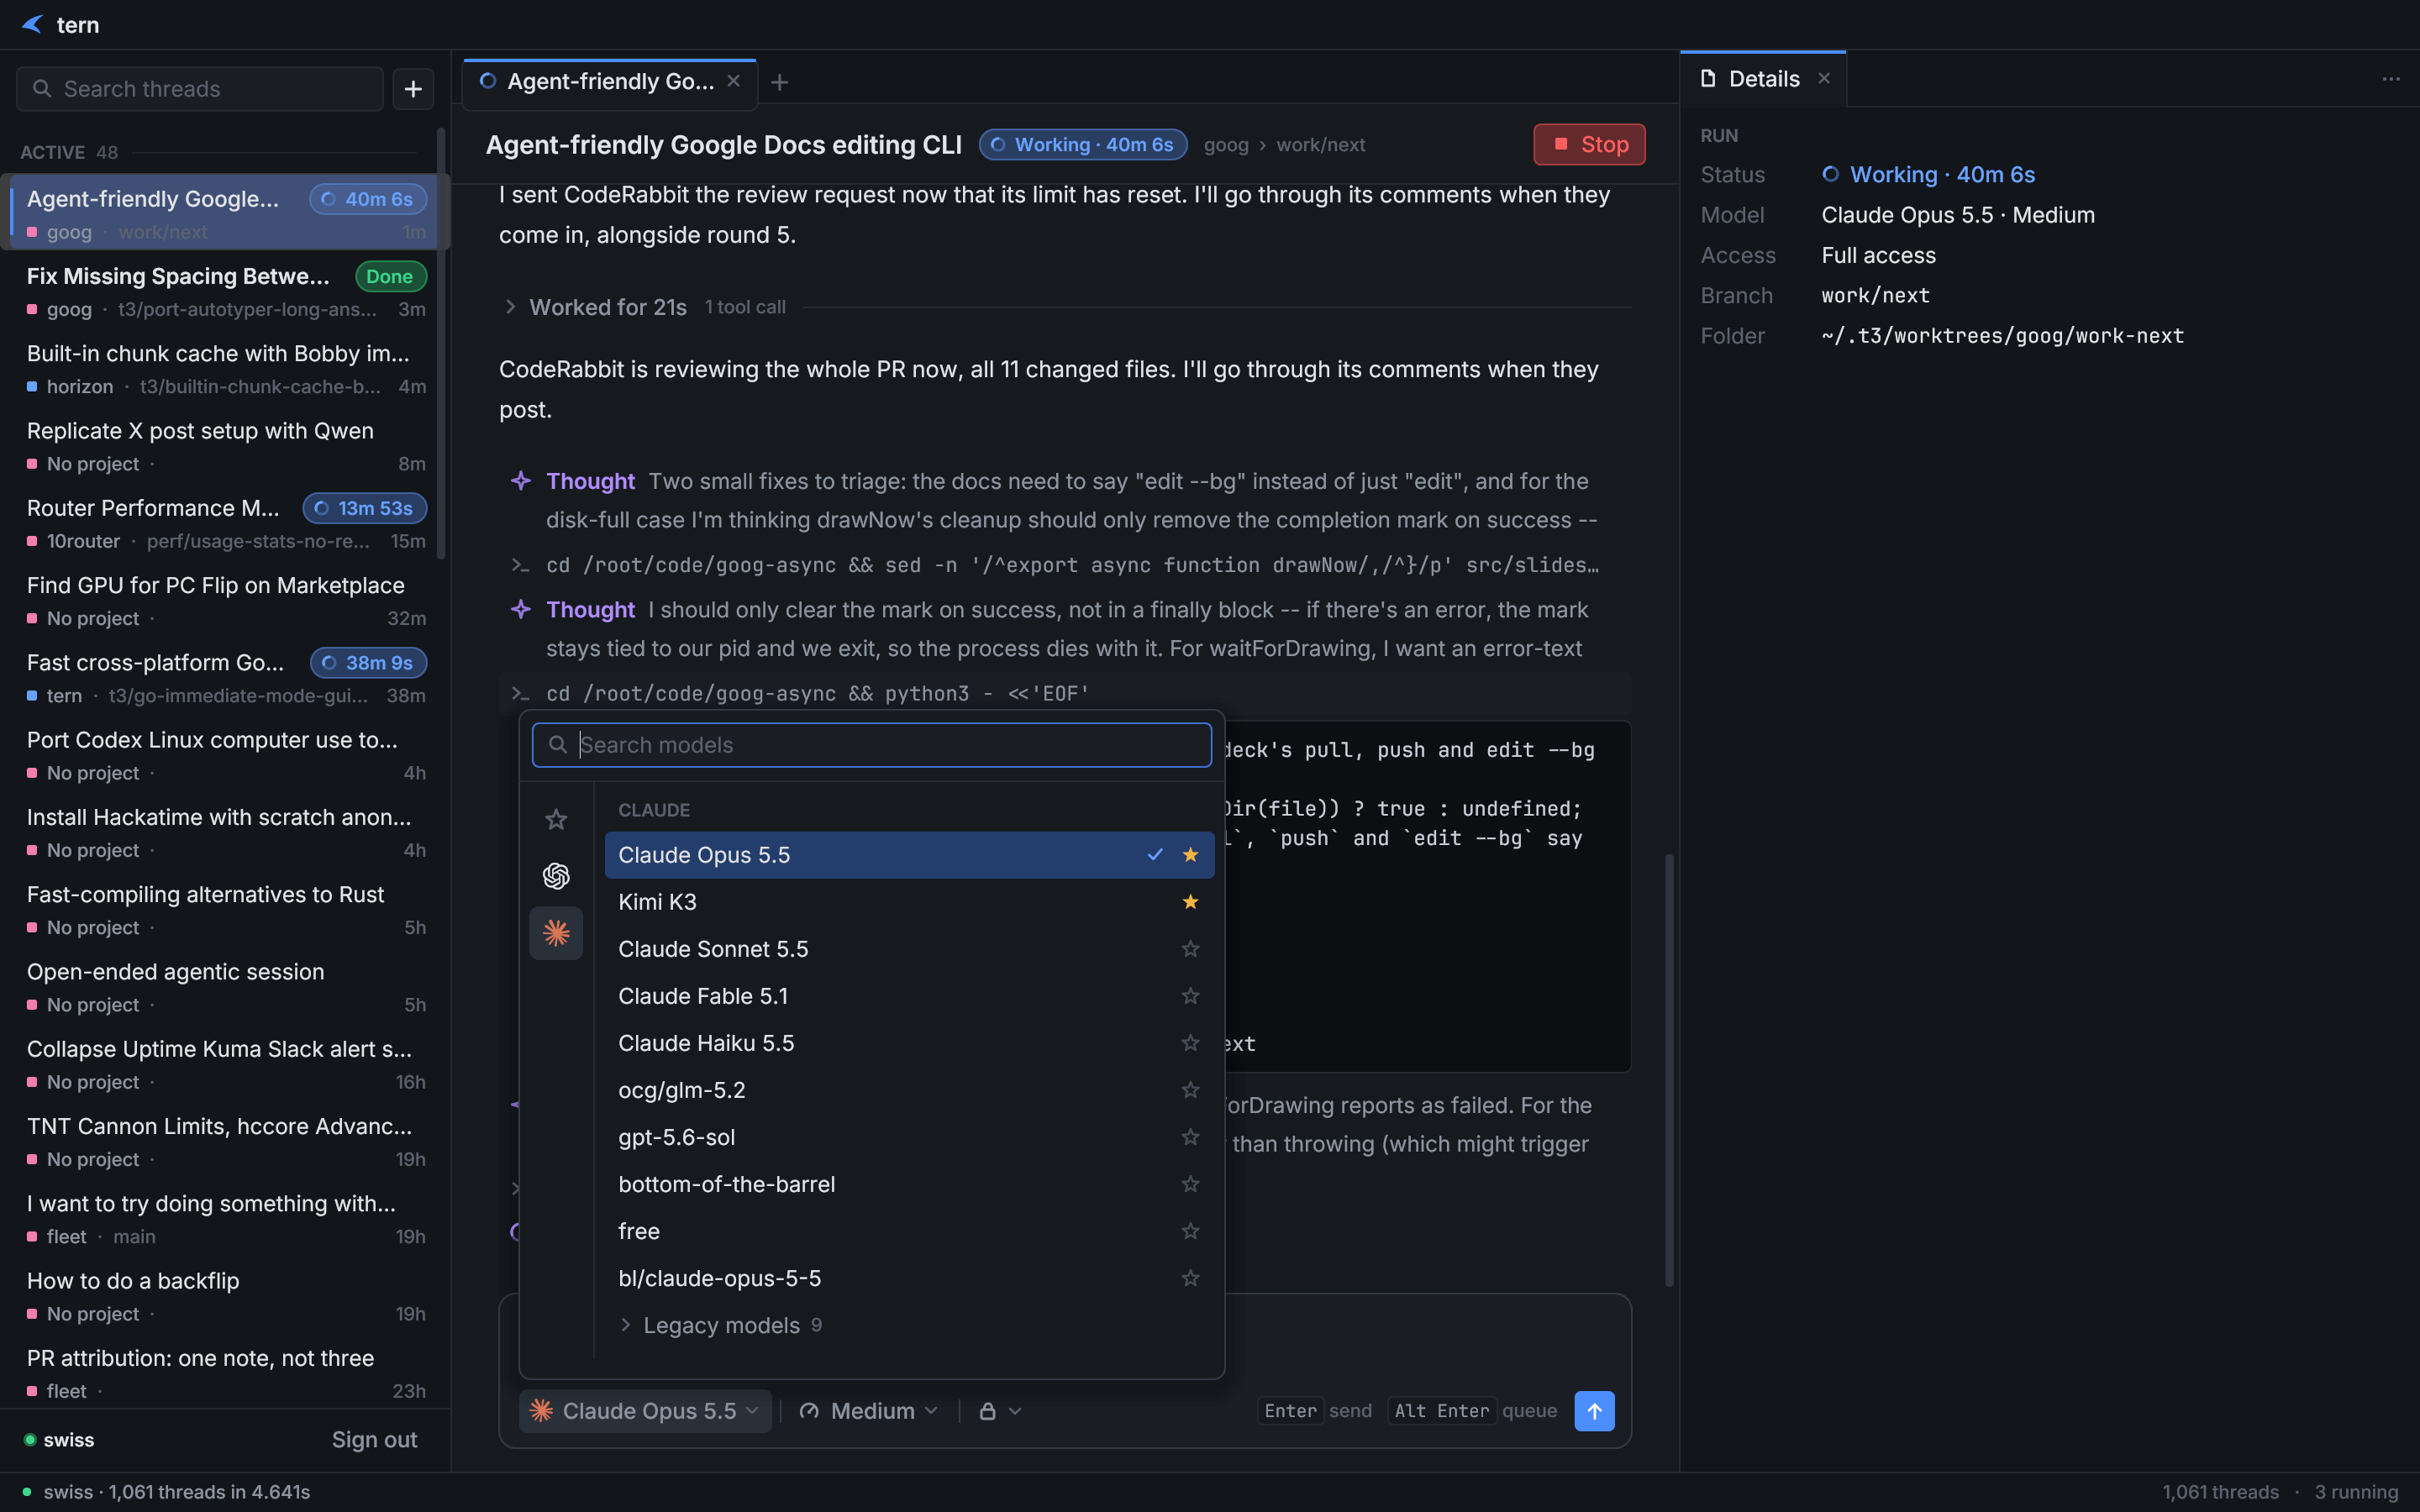 tern
Search threads
ACTIVE 48
Agent-friendly Google... 40m 6s
goog · work/next 1m
Fix Missing Spacing Betwe... Done
goog · t3/port-autotyper-long-ans... 3m
Built-in chunk cache with Bobby im...
horizon · t3/builtin-chunk-cache-b... 4m
Replicate X post setup with Qwen
No project · 8m
Router Performance M... 13m 53s
10router · perf/usage-stats-no-re... 15m
Find GPU for PC Flip on Marketplace
No project · 32m
Fast cross-platform Go... 38m 9s
tern · t3/go-immediate-mode-gui... 38m
Port Codex Linux computer use to...
No project · 4h
Install Hackatime with scratch anon...
No project · 4h
Fast-compiling alternatives to Rust
No project · 5h
Open-ended agentic session
No project · 5h
Collapse Uptime Kuma Slack alert s...
No project · 16h
TNT Cannon Limits, hccore Advanc...
No project · 19h
I want to try doing something with...
fleet · main 19h
How to do a backflip
No project · 19h
PR attribution: one note, not three
fleet · 23h
swiss Sign out
Agent-friendly Go...
Agent-friendly Google Docs editing CLI Working · 40m 6s goog › work/next Stop
I sent CodeRabbit the review request now that its limit has reset. I'll go through its comments when they
come in, alongside round 5.
Worked for 21s 1 tool call
CodeRabbit is reviewing the whole PR now, all 11 changed files. I'll go through its comments when they
post.
Thought Two small fixes to triage: the docs need to say "edit --bg" instead of just "edit", and for the
disk-full case I'm thinking drawNow's cleanup should only remove the completion mark on success --
>_ cd /root/code/goog-async && sed -n '/^export async function drawNow/,/^}/p' src/slides…
Thought I should only clear the mark on success, not in a finally block -- if there's an error, the mark
stays tied to our pid and we exit, so the process dies with it. For waitForDrawing, I want an error-text
>_ cd /root/code/goog-async && python3 - <<'EOF'
deck's pull, push and edit --bg
Dir(file)) ? true : undefined;
`, `push` and `edit --bg` say
ext
orDrawing reports as failed. For the
than throwing (which might trigger
Search models
CLAUDE
Claude Opus 5.5
Kimi K3
Claude Sonnet 5.5
Claude Fable 5.1
Claude Haiku 5.5
ocg/glm-5.2
gpt-5.6-sol
bottom-of-the-barrel
free
bl/claude-opus-5-5
Legacy models 9
Claude Opus 5.5 Medium Enter send Alt Enter queue
Details
RUN
Status Working · 40m 6s
Model Claude Opus 5.5 · Medium
Access Full access
Branch work/next
Folder ~/.t3/worktrees/goog/work-next
swiss · 1,061 threads in 4.641s
1,061 threads · 3 running